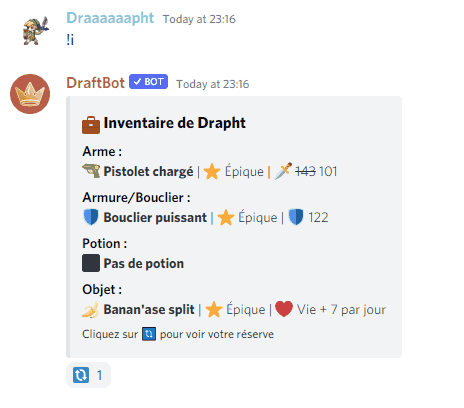 Draaaaaapht Today at 23:16
!i
DraftBot ✓ BOT Today at 23:16
Inventaire de Drapht
Arme :
Pistolet chargé | ⭐ Épique | 🗡️ ~~143~~ 101
Armure/Bouclier :
🛡️ Bouclier puissant | ⭐ Épique | 🛡️ 122
Potion :
Pas de potion
Objet :
🍌 Banan'ase split | ⭐ Épique | ❤️ Vie + 7 par jour
Cliquez sur 🔃 pour voir votre réserve
🔃 1